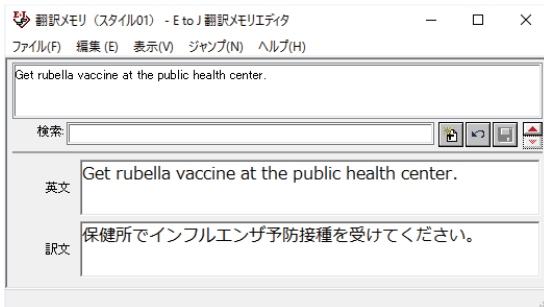 翻訳メモリ（スタイル01） - E to J 翻訳メモリエディタ
ファイル(F) 編集(E) 表示(V) ジャンプ(N) ヘルプ(H)
Get rubella vaccine at the public health center.
検索:
英文
Get rubella vaccine at the public health center.
訳文
保健所でインフルエンザ予防接種を受けてください。